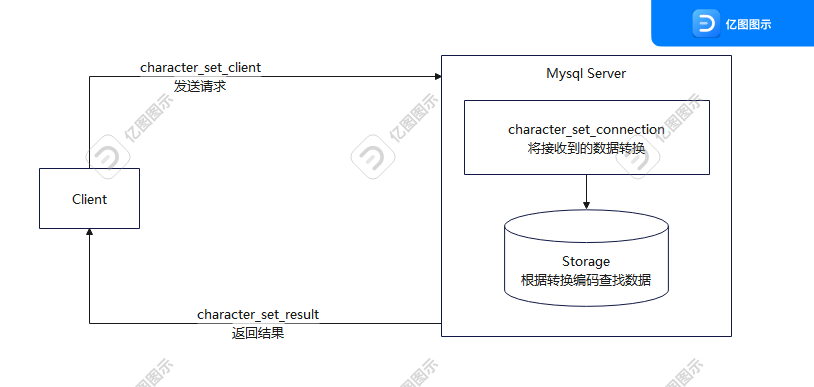 亿图图示
character_set_client
发送请求
Mysql Server
亿图图示
亿图图示
亿图图示
character_set_connection
将接收到的数据转换
Client
Storage
根据转换编码查找数据
character_set_result
返回结果
亿图图示
亿图图示
亿图图示